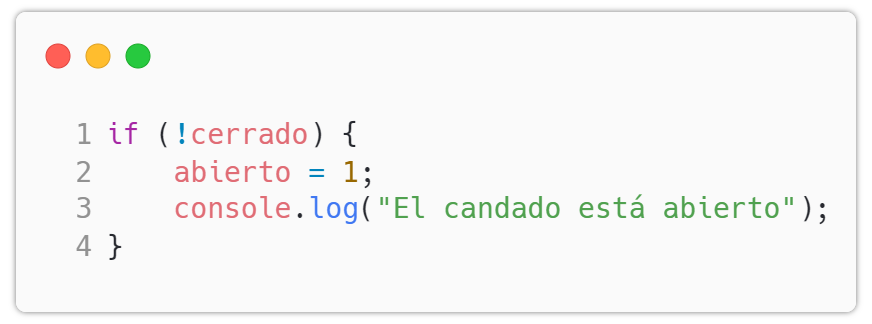 1 if (!cerrado) {
2     abierto = 1;
3     console.log("El candado está abierto");
4 }